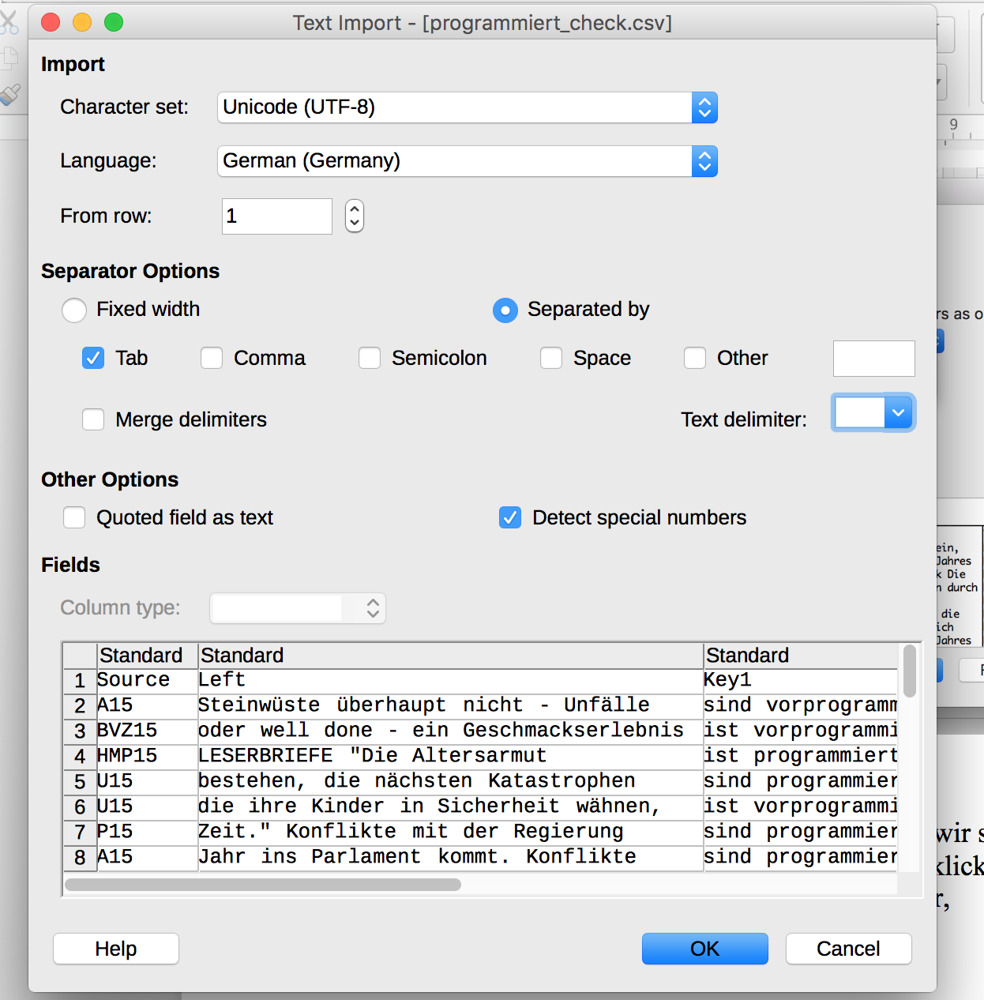 Text Import - [programmiert_check.csv]
Import
Character set: Unicode (UTF-8)
Language: German (Germany)
From row: 1
Separator Options
Fixed width Separated by
Tab Comma Semicolon Space Other
Merge delimiters Text delimiter:
Other Options
Quoted field as text Detect special numbers
Fields
Column type:
Standard Standard Standard
1 Source Left Key1
2 A15 Steinwüste überhaupt nicht - Unfälle sind vorprogramm
3 BVZ15 oder well done - ein Geschmackserlebnis ist vorprogrammi
4 HMP15 LESERBRIEFE "Die Altersarmut ist programmiert
5 U15 bestehen, die nächsten Katastrophen sind programmier
6 U15 die ihre Kinder in Sicherheit wähnen, ist vorprogrammi
7 P15 Zeit." Konflikte mit der Regierung sind programmier
8 A15 Jahr ins Parlament kommt. Konflikte sind programmier
Help OK Cancel
9
rs as o
ein,
Jahres
k Die
n durch
die
ich
Jahres
wir s
klick
r,